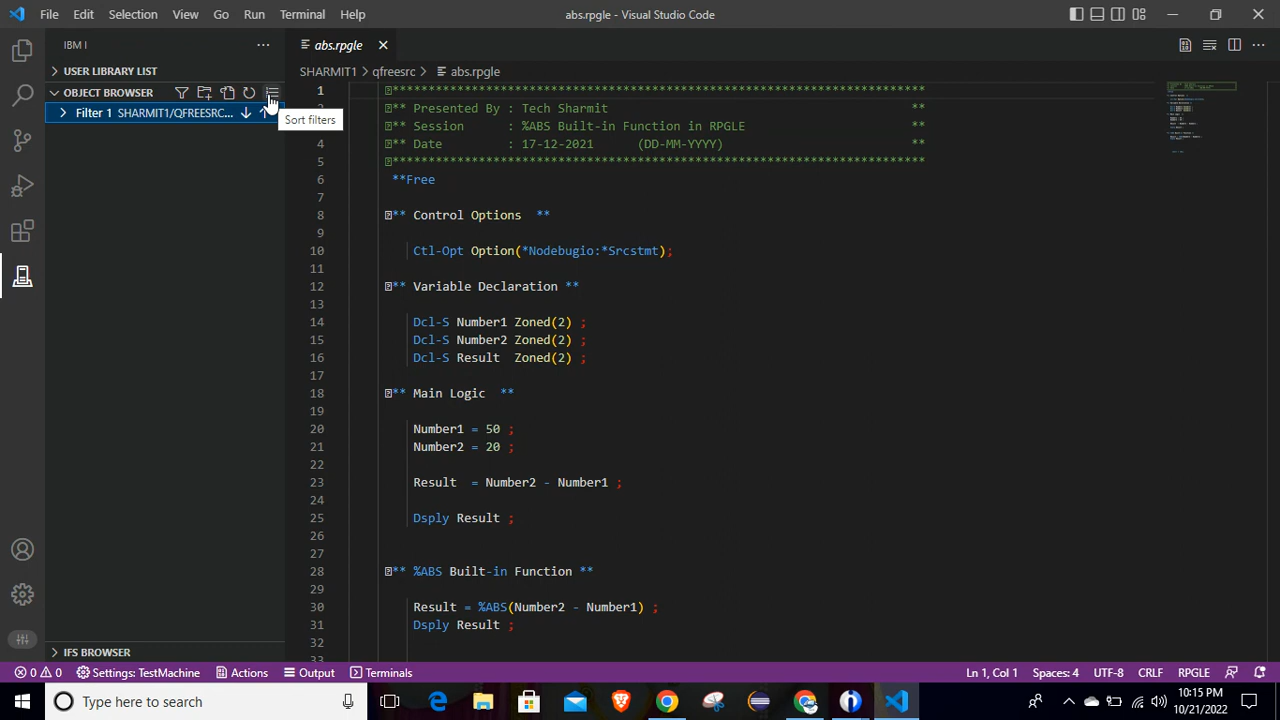 File Edit Selection View Go Run Terminal Help abs.rpgle - Visual Studio Code
IBM I
USER LIBRARY LIST
OBJECT BROWSER
Filter 1 SHARMIT1/QFREESRC...
Sort filters
IFS BROWSER
abs.rpgle
SHARMIT1 > qfreesrc > abs.rpgle
1 ****************************************************************************
** Presented By : Tech Sharmit **
** Session : %ABS Built-in Function in RPGLE
4 ** Date : 17-12-2021 (DD-MM-YYYY) **
5 ****************************************************************************
6 **Free
7
8 ** Control Options **
9
10 Ctl-Opt Option(*Nodebugio:*Srcstmt);
11
12 ** Variable Declaration **
13
14 Dcl-S Number1 Zoned(2) ;
15 Dcl-S Number2 Zoned(2) ;
16 Dcl-S Result Zoned(2) ;
17
18 ** Main Logic **
19
20 Number1 = 50 ;
21 Number2 = 20 ;
22
23 Result = Number2 - Number1 ;
24
25 Dsply Result ;
26
27
28 ** %ABS Built-in Function **
29
30 Result = %ABS(Number2 - Number1) ;
31 Dsply Result ;
32
33
0 0 Settings: TestMachine Actions Output Terminals Ln 1, Col 1 Spaces: 4 UTF-8 CRLF RPGLE
Type here to search
10:15 PM
10/21/2022